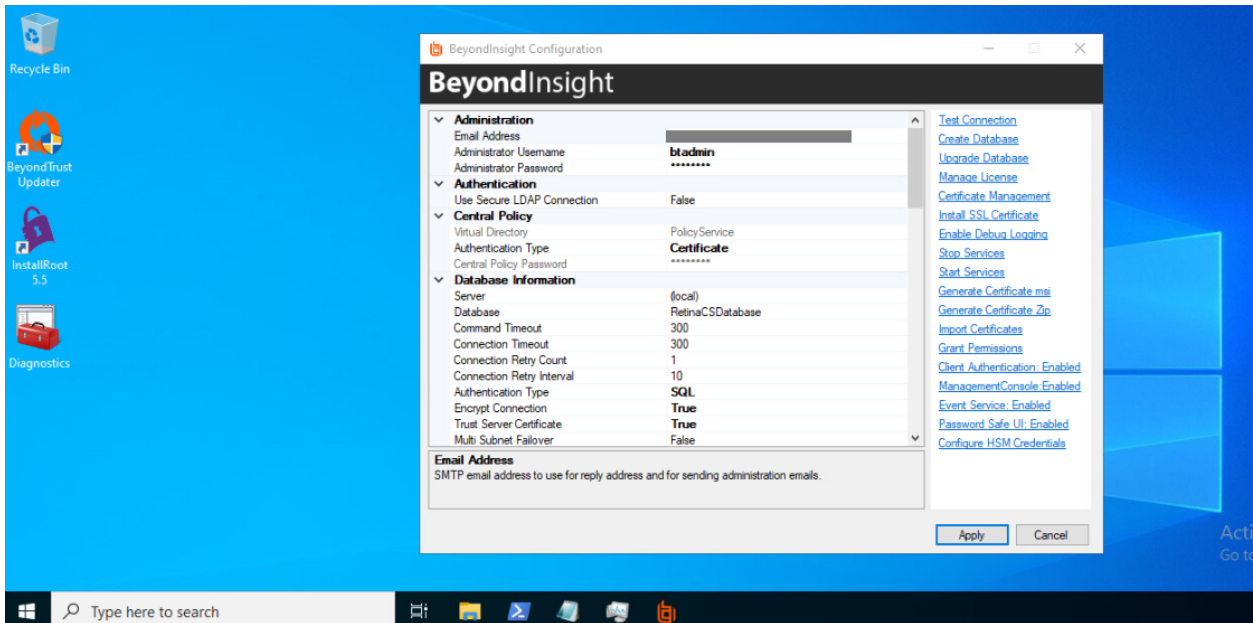 Recycle Bin
BeyondTrust
Updater
InstallRoot
5.5
Diagnostics
BeyondInsight Configuration
BeyondInsight
Administration
Email Address
Administrator Username btadmin
Administrator Password ********
Authentication
Use Secure LDAP Connection False
Central Policy
Virtual Directory PolicyService
Authentication Type Certificate
Central Policy Password ********
Database Information
Server (local)
Database RetinaCSDatabase
Command Timeout 300
Connection Timeout 300
Connection Retry Count 1
Connection Retry Interval 10
Authentication Type SQL
Encrypt Connection True
Trust Server Certificate True
Multi Subnet Failover False
Email Address
SMTP email address to use for reply address and for sending administration emails.
Test Connection
Create Database
Upgrade Database
Manage License
Certificate Management
Install SSL Certificate
Enable Debug Logging
Stop Services
Start Services
Generate Certificate msi
Generate Certificate Zip
Import Certificates
Grant Permissions
Client Authentication: Enabled
ManagementConsole:Enabled
Event Service: Enabled
Password Safe UI: Enabled
Configure HSM Credentials
Apply Cancel
Acti
Go to
Type here to search